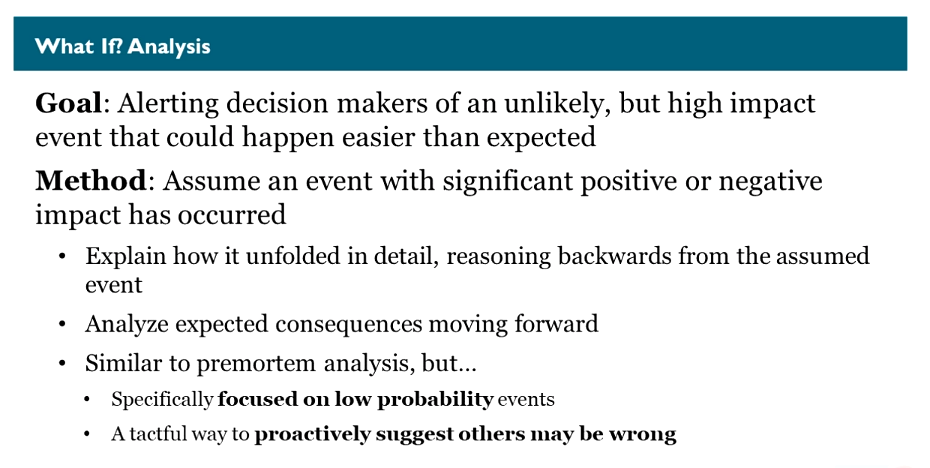 What If? Analysis
Goal: Alerting decision makers of an unlikely, but high impact
event that could happen easier than expected
Method: Assume an event with significant positive or negative
impact has occurred
• Explain how it unfolded in detail, reasoning backwards from the assumed
event
• Analyze expected consequences moving forward
• Similar to premortem analysis, but...
• Specifically focused on low probability events
• A tactful way to proactively suggest others may be wrong